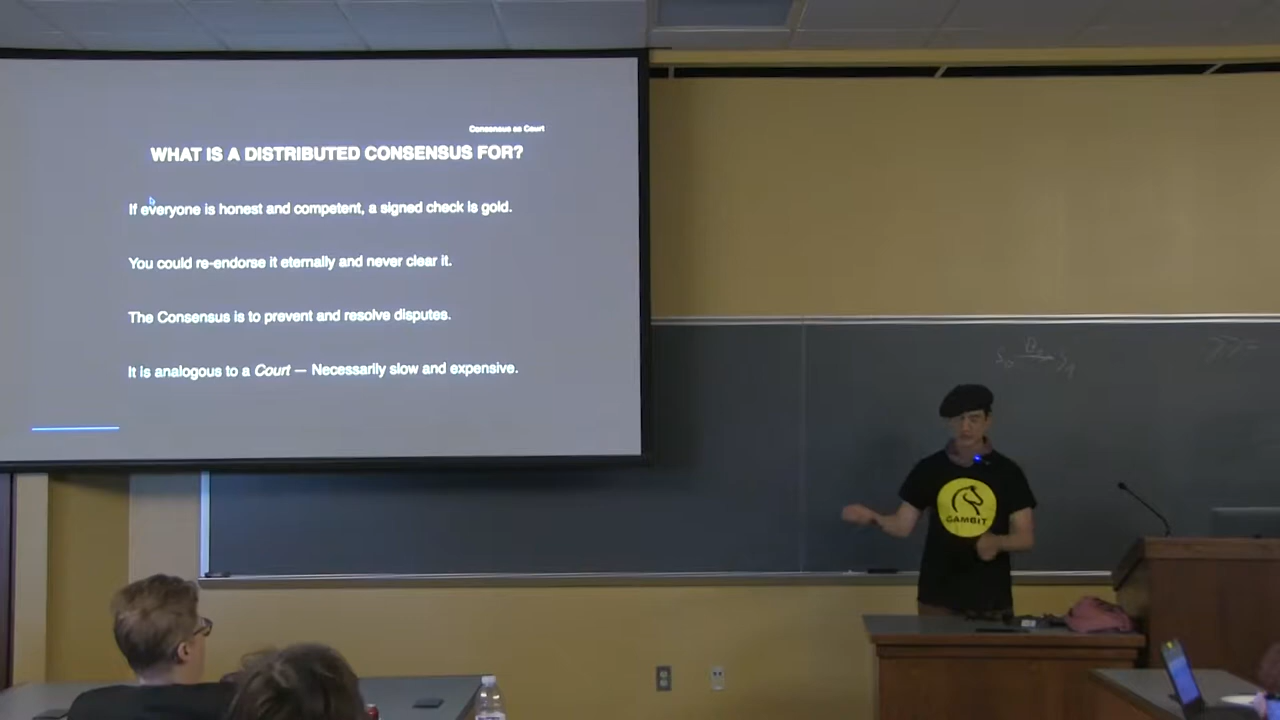 Consensus as Court
WHAT IS A DISTRIBUTED CONSENSUS FOR?
If everyone is honest and competent, a signed check is gold.
You could re-endorse it eternally and never clear it.
The Consensus is to prevent and resolve disputes.
It is analogous to a Court — Necessarily slow and expensive.
GAMBIT